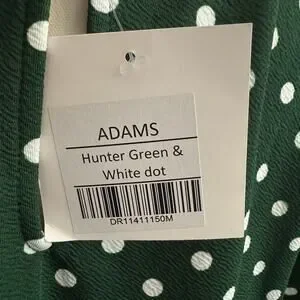 ADAMS
Hunter Green &
White dot
DR11411150M